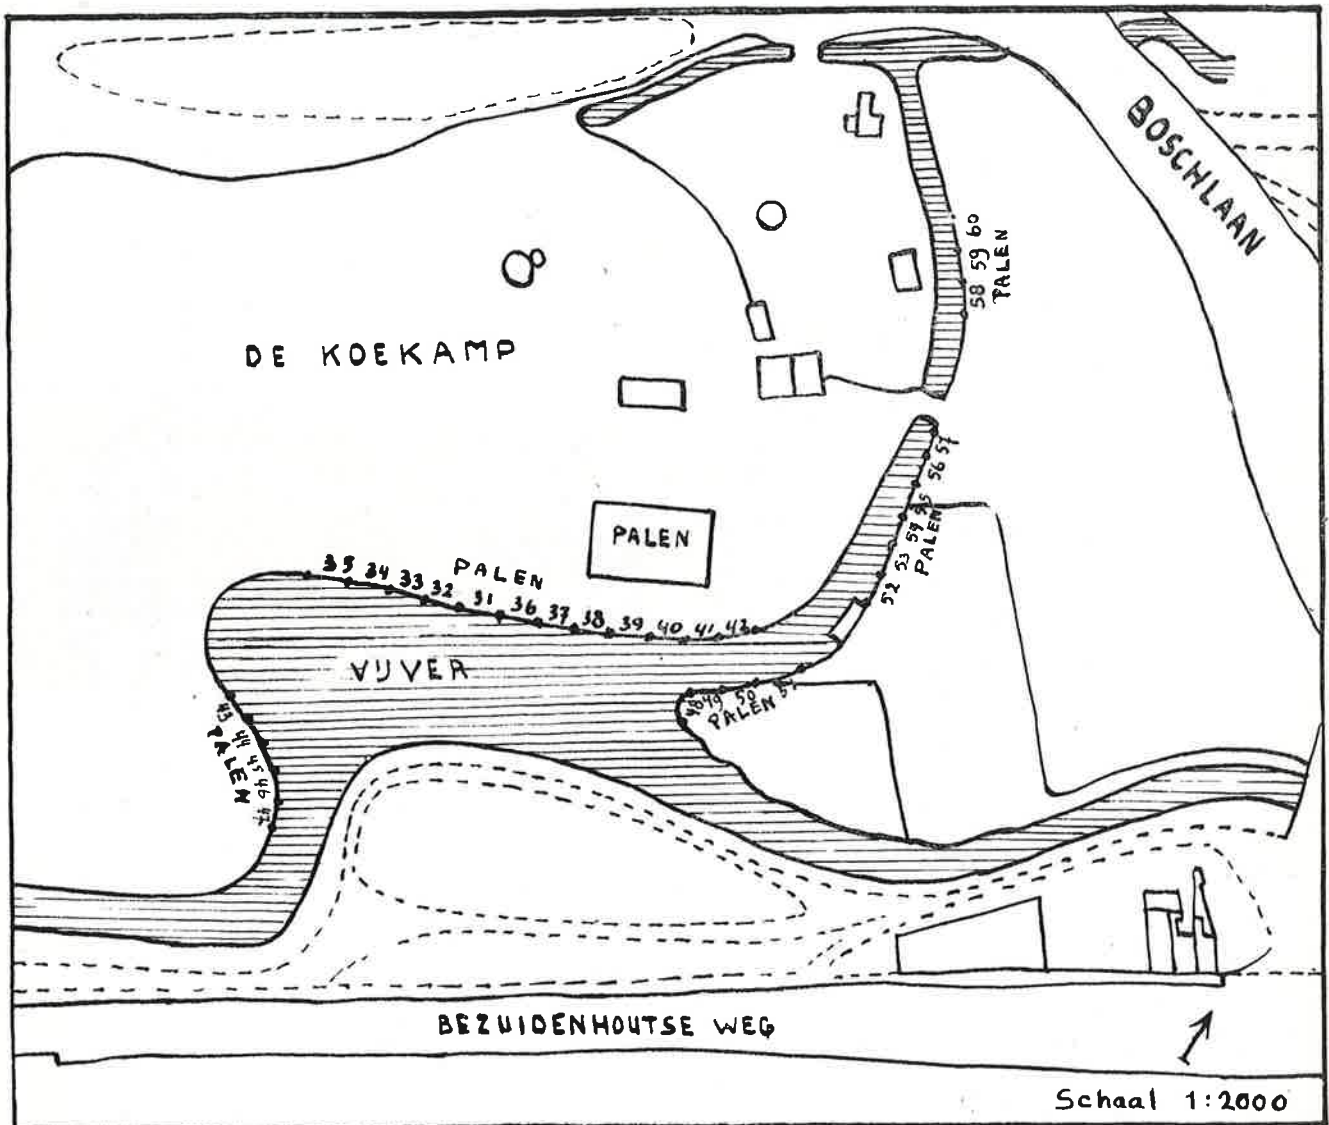 BOSCHLAAN
58 59 60
PALEN
DE KOEKAMP
PALEN
52 53 54 55 56 57
PALEN
PALEN
35 34 33 32 31 36 37 38 39 40 41 42
VIJVER
48 49 50 51
PALEN
43 44 45 46 47
PALEN
BEZUIDENHOUTSE WEG
Schaal 1:2000